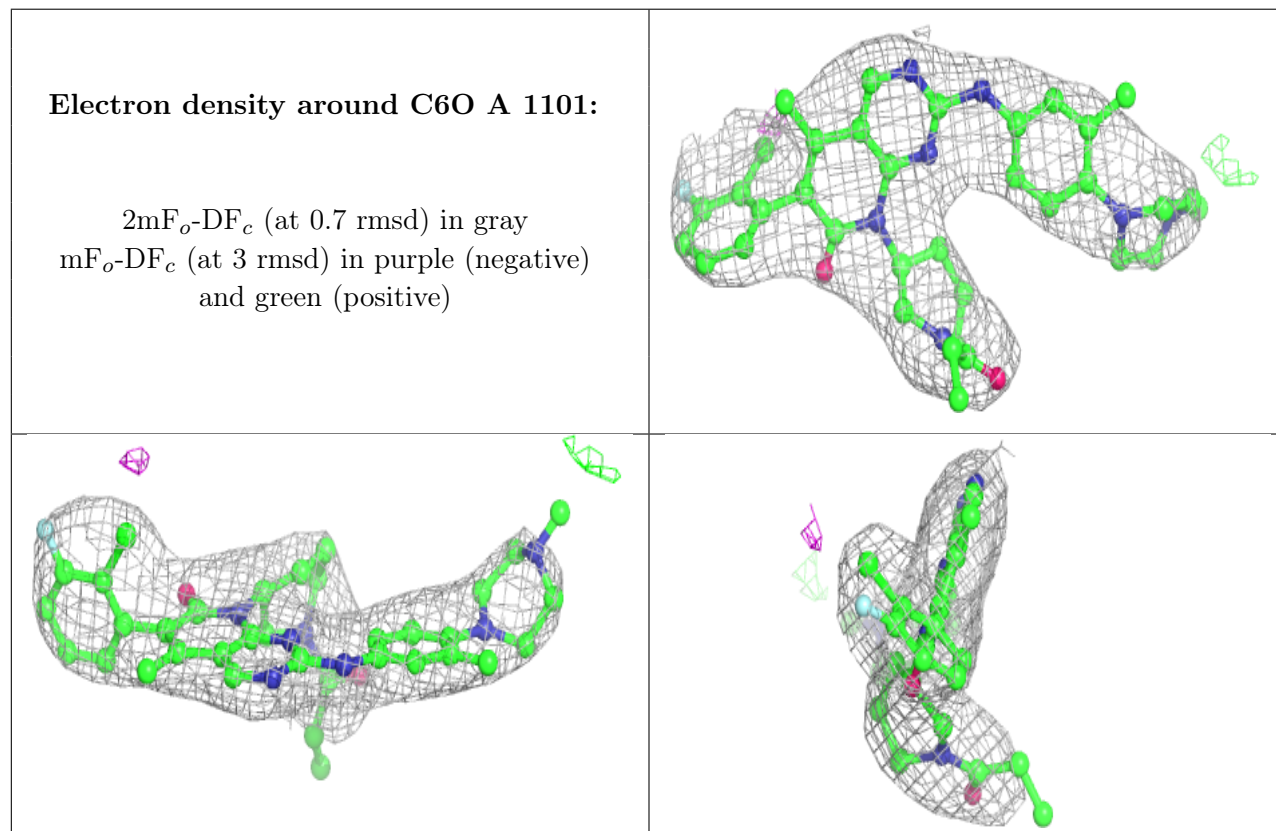 Electron density around C6O A 1101:
2mFo-DFc (at 0.7 rmsd) in gray
mFo-DFc (at 3 rmsd) in purple (negative)
and green (positive)